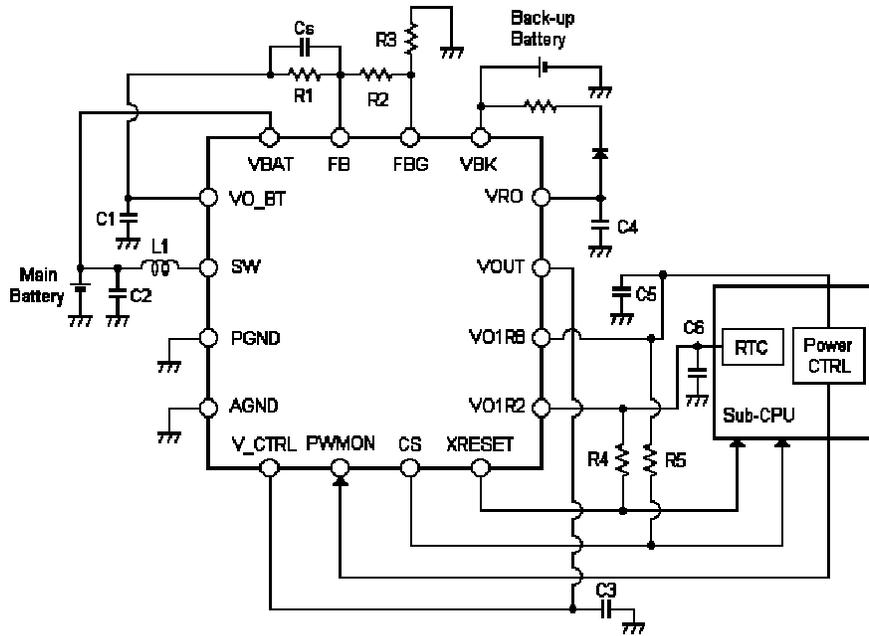 Back-up
Battery
Cs
R3
R1
R2
VBAT
FB
FBG
VBK
VO_BT
VRO
C1
C4
L1
SW
VOUT
Main
Battery
C2
C5
C6
PGND
VO1R8
RTC
Power
CTRL
AGND
VO1R2
Sub-CPU
V_CTRL
PWMON
CS
XRESET
R4
R5
C3